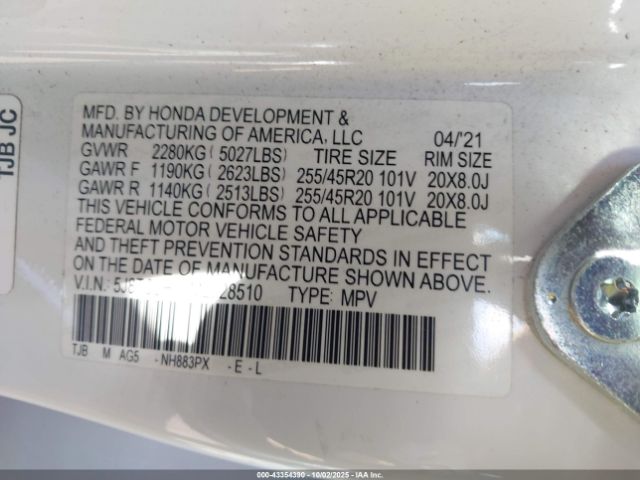 TJB JC
MFD. BY HONDA DEVELOPMENT &
MANUFACTURING OF AMERICA, LLC 04/'21
GVWR 2280KG (5027LBS) TIRE SIZE RIM SIZE
GAWR F 1190KG (2623LBS) 255/45R20 101V 20X8.0J
GAWR R 1140KG (2513LBS) 255/45R20 101V 20X8.0J
THIS VEHICLE CONFORMS TO ALL APPLICABLE
FEDERAL MOTOR VEHICLE SAFETY
AND THEFT PREVENTION STANDARDS IN EFFECT
ON THE DATE OF MANUFACTURE SHOWN ABOVE.
V.I.N.: 28510 TYPE: MPV
TJB M AG5 -NH883PX -E-L
000-43354390 - 10/02/2025 - IAAI.COM